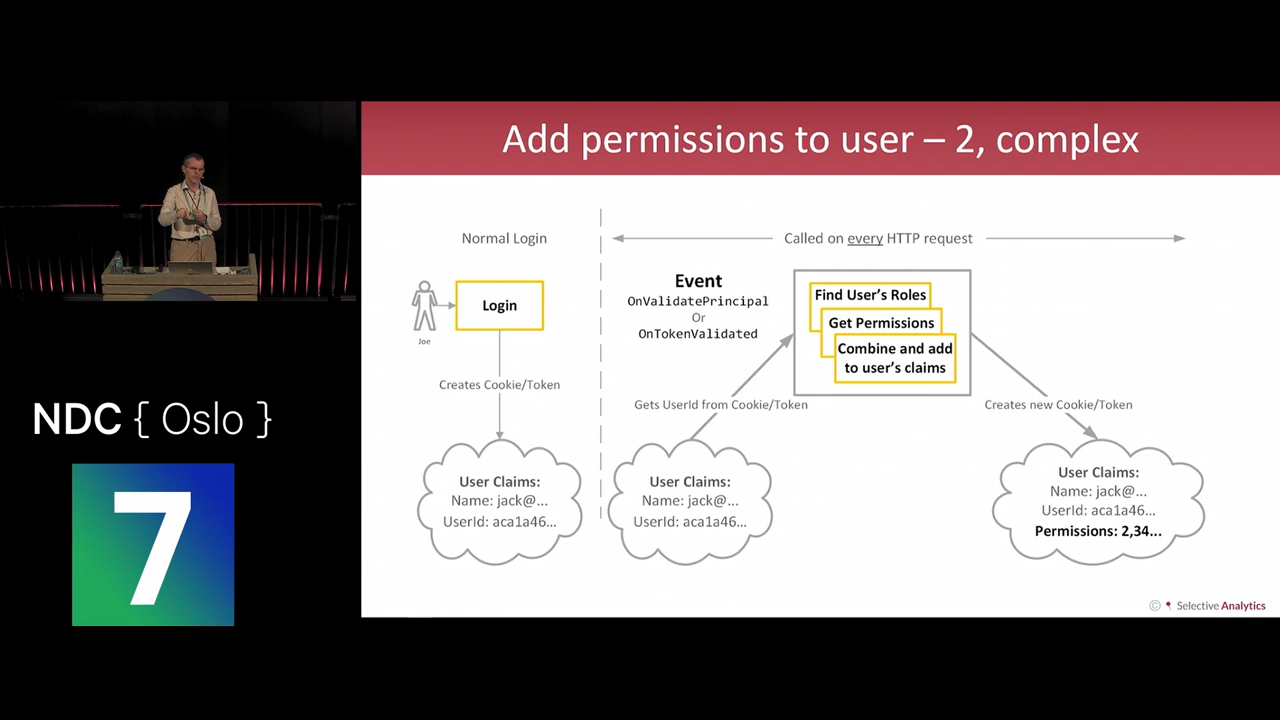 Add permissions to user – 2, complex
Normal Login
Called on every HTTP request
Joe
Login
Creates Cookie/Token
User Claims:
Name: jack@...
UserId: aca1a46...
Event
OnValidatePrincipal
Or
OnTokenValidated
Gets UserId from Cookie/Token
User Claims:
Name: jack@...
UserId: aca1a46...
Find User's Roles
Get Permissions
Combine and add
to user's claims
Creates new Cookie/Token
User Claims:
Name: jack@...
UserId: aca1a46...
Permissions: 2,34...
© Selective Analytics
NDC { Oslo }
7